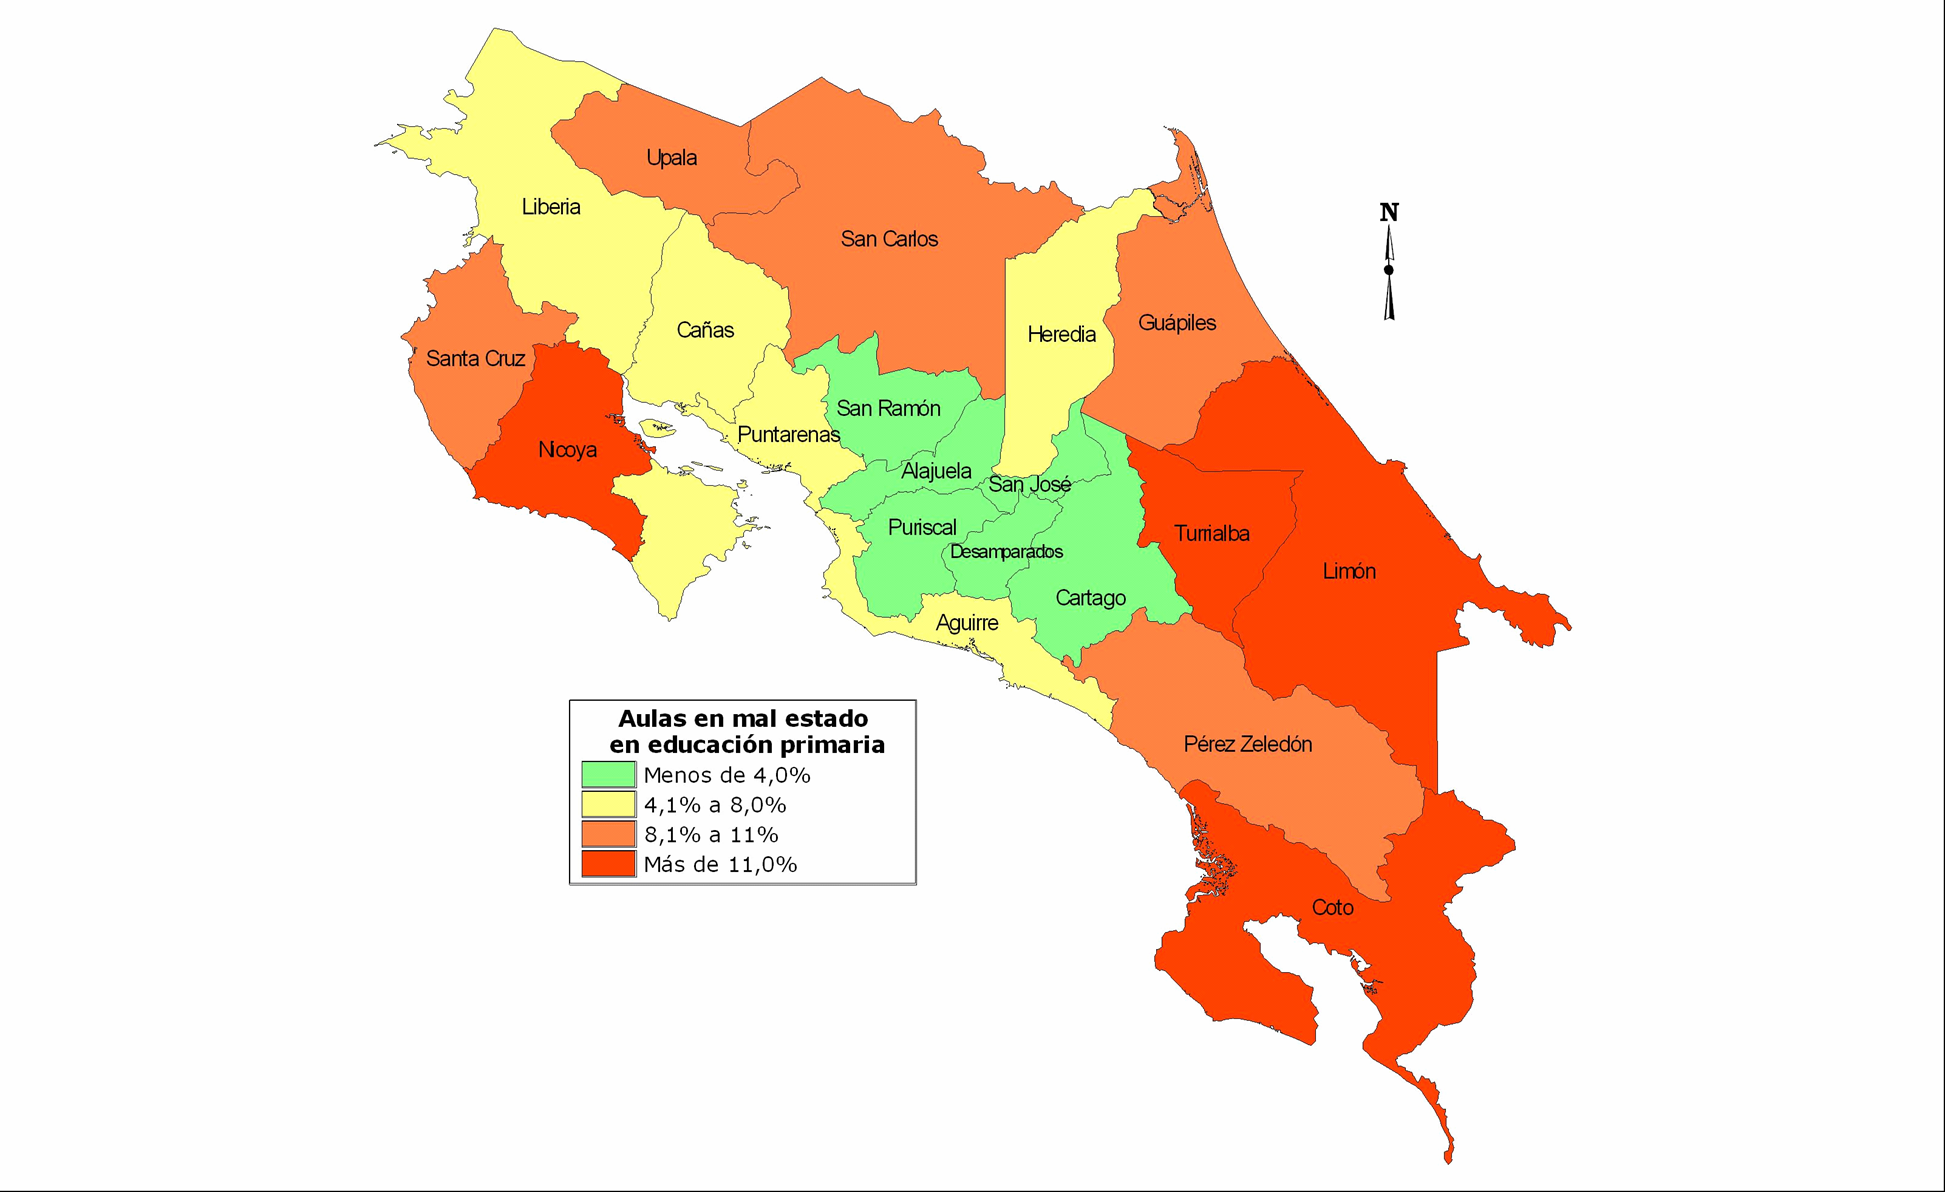 Upala
Liberia
N
San Carlos
Guápiles
Cañas
Heredia
Santa Cruz
San Ramón
Puntarenas
Nicoya
Alajuela
San José
Puriscal
Turrialba
Desamparados
Limón
Cartago
Aguirre
Pérez Zeledón
Coto
Aulas en mal estado
en educación primaria
Menos de 4,0%
4,1% a 8,0%
8,1% a 11%
Más de 11,0%